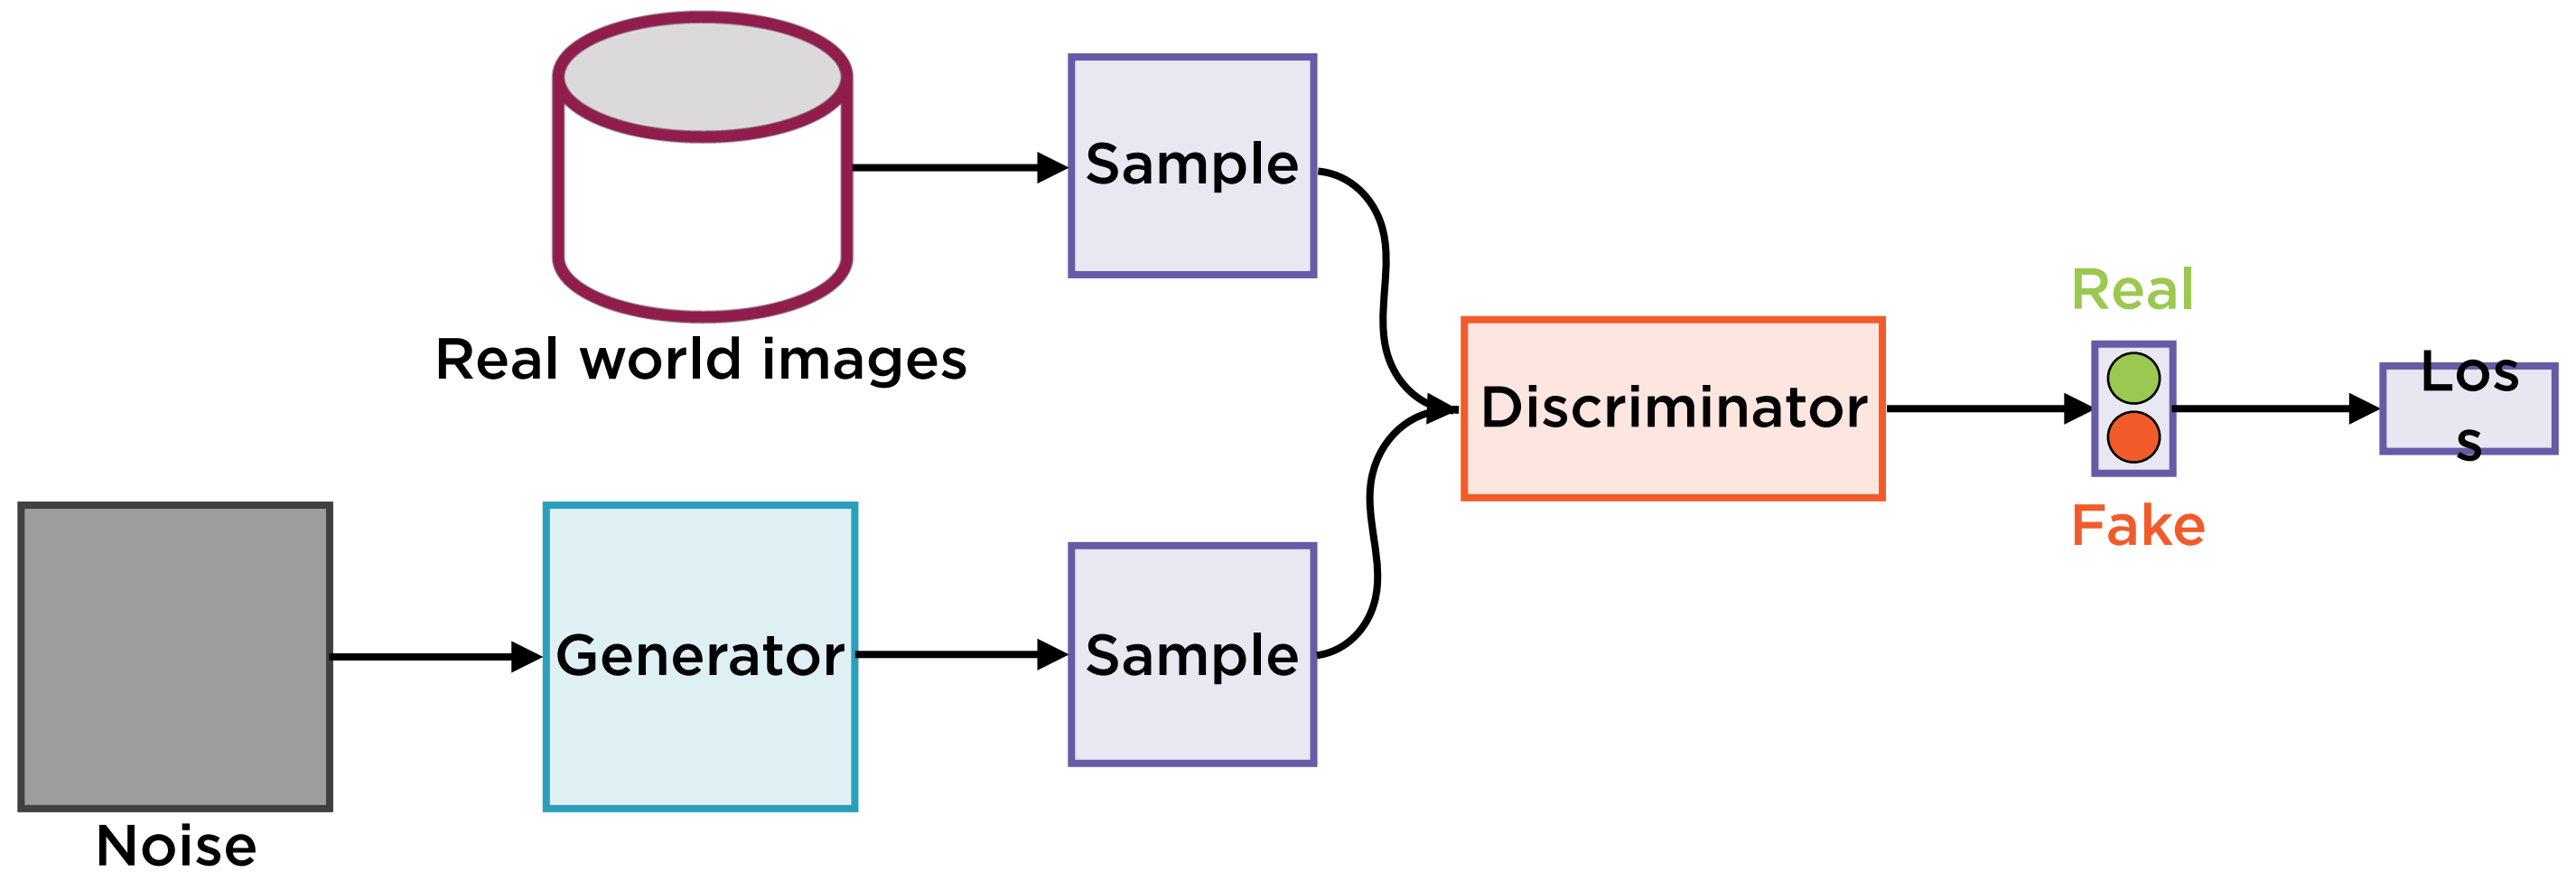 Sample
Real world images
Real
Discriminator
Los
s
Fake
Generator
Sample
Noise